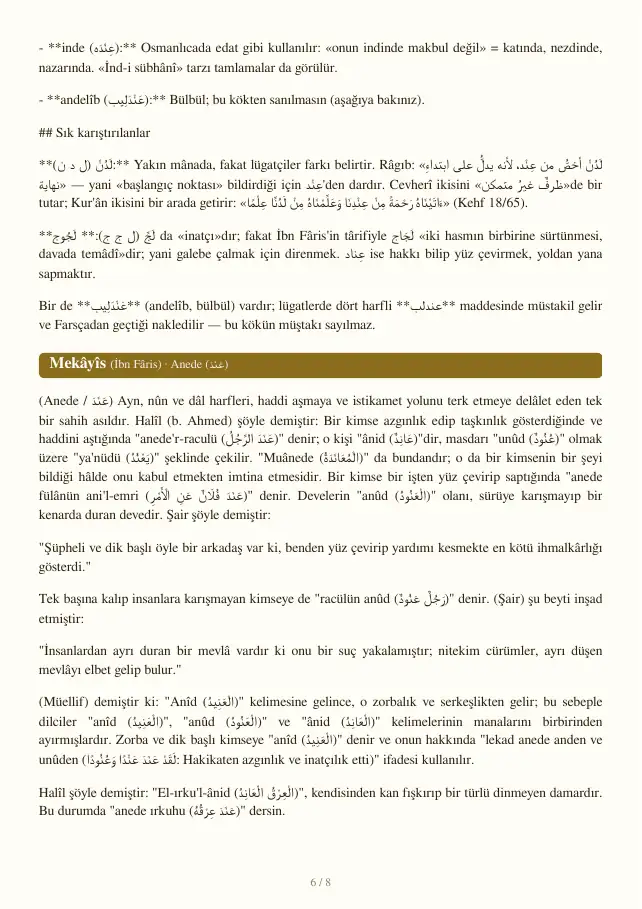 - **inde (عِنْدَه):** Osmanlıcada edat gibi kullanılır: «onun indinde makbul değil» = katında, nezdinde,
nazarında. «İnd-i sübhânî» tarzı tamlamalar da görülür.
- **andelîb (عَنْدَلِيب):** Bülbül; bu kökten sanılmasın (aşağıya bakınız).
## Sık karıştırılanlar
**لَدُنْ (ل د ن):** Yakın mânada, fakat lügatçiler farkı belirtir. Râgıb: «لَدُنْ أخصُّ من عِنْد، لأنه يدلُّ على ابتداءِ
نهاية» — yani «başlangıç noktası» bildirdiği için عِنْد'den dardır. Cevherî ikisini «ظرفٌ غيرُ متمكن»de bir
tutar; Kur'ân ikisini bir arada getirir: «ءَاتَيْنَاهُ رَحْمَةً مِنْ عِنْدِنَا وَعَلَّمْنَاهُ مِنْ لَدُنَّا عِلْمًا» (Kehf 18/65).
**لَجَّ (ل ج ج):** لَجُوج** da «inatçı»dır; fakat İbn Fâris'in târifiyle لَجَاج «iki hasmın birbirine sürtünmesi,
davada temâdî»dir; yani galebe çalmak için direnmek. عِناد ise hakkı bilip yüz çevirmek, yoldan yana
sapmaktır.
Bir de **عَنْدَلِيب** (andelîb, bülbül) vardır; lügatlerde dört harfli **عندلب** maddesinde müstakil gelir
ve Farsçadan geçtiği nakledilir — bu kökün müştakı sayılmaz.
Mekâyîs (İbn Fâris) · Anede (عَنَدَ)
(Anede / عَنَدَ) Ayn, nûn ve dâl harfleri, haddi aşmaya ve istikamet yolunu terk etmeye delâlet eden tek
bir sahih asıldır. Halîl (b. Ahmed) şöyle demiştir: Bir kimse azgınlık edip taşkınlık gösterdiğinde ve
haddini aştığında "anede'r-raculü (عَنَدَ الرَّجُلُ)" denir; o kişi "ânid (عَانِدٌ)"dir, masdarı "unûd (عُنُودٌ)" olmak
üzere "ya'nüdü (يَعْنُدُ)" şeklinde çekilir. "Muânede (الْمُعَانَدَةُ)" da bundandır; o da bir kimsenin bir şeyi
bildiği hâlde onu kabul etmekten imtina etmesidir. Bir kimse bir işten yüz çevirip saptığında "anede
fülânün ani'l-emri (عَنَدَ فُلَانٌ عَنِ الْأَمْرِ)" denir. Develerin "anûd (الْعَنُودُ)" olanı, sürüye karışmayıp bir
kenarda duran devedir. Şair şöyle demiştir:
"Şüpheli ve dik başlı öyle bir arkadaş var ki, benden yüz çevirip yardımı kesmekte en kötü ihmalkârlığı
gösterdi."
Tek başına kalıp insanlara karışmayan kimseye de "racülün anûd (رَجُلٌ عَنُودٌ)" denir. (Şair) şu beyti inşad
etmiştir:
"İnsanlardan ayrı duran bir mevlâ vardır ki onu bir suç yakalamıştır; nitekim cürümler, ayrı düşen
mevlâyı elbet gelip bulur."
(Müellif) demiştir ki: "Anîd (الْعَنِيدُ)" kelimesine gelince, o zorbalık ve serkeşlikten gelir; bu sebeple
dilciler "anîd (الْعَنِيدُ)", "anûd (الْعَنُودُ)" ve "ânid (الْعَانِدُ)" kelimelerinin manalarını birbirinden
ayırmışlardır. Zorba ve dik başlı kimseye "anîd (الْعَنِيدُ)" denir ve onun hakkında "lekad anede anden ve
unûden (لَقَدْ عَنَدَ عَنْدًا وَعُنُودًا: Hakikaten azgınlık ve inatçılık etti)" ifadesi kullanılır.
Halîl şöyle demiştir: "El-ırku'l-ânid (الْعِرْقُ الْعَانِدُ)", kendisinden kan fışkırıp bir türlü dinmeyen damardır.
Bu durumda "anede ırkuhu (عَنَدَ عِرْقُهُ)" dersin.
6 / 8